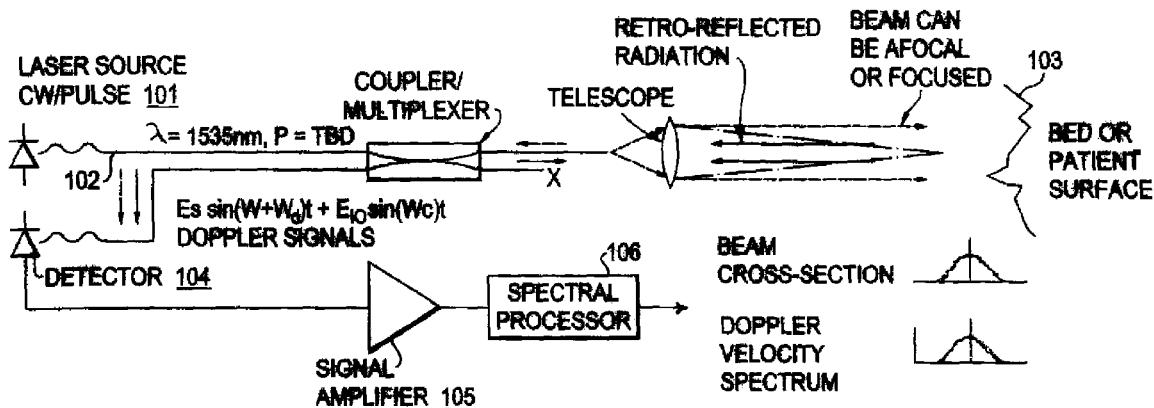 LASER SOURCE
CW/PULSE 101
λ = 1535nm, P = TBD
102
COUPLER/
MULTIPLEXER
TELESCOPE
RETRO-REFLECTED
RADIATION
BEAM CAN
BE AFOCAL
OR FOCUSED
103
BED OR
PATIENT
SURFACE
X
Es sin(W+Wd)t + EIO sin(Wc)t
DOPPLER SIGNALS
DETECTOR 104
SIGNAL
AMPLIFIER 105
106
SPECTRAL
PROCESSOR
BEAM
CROSS-SECTION
DOPPLER
VELOCITY
SPECTRUM